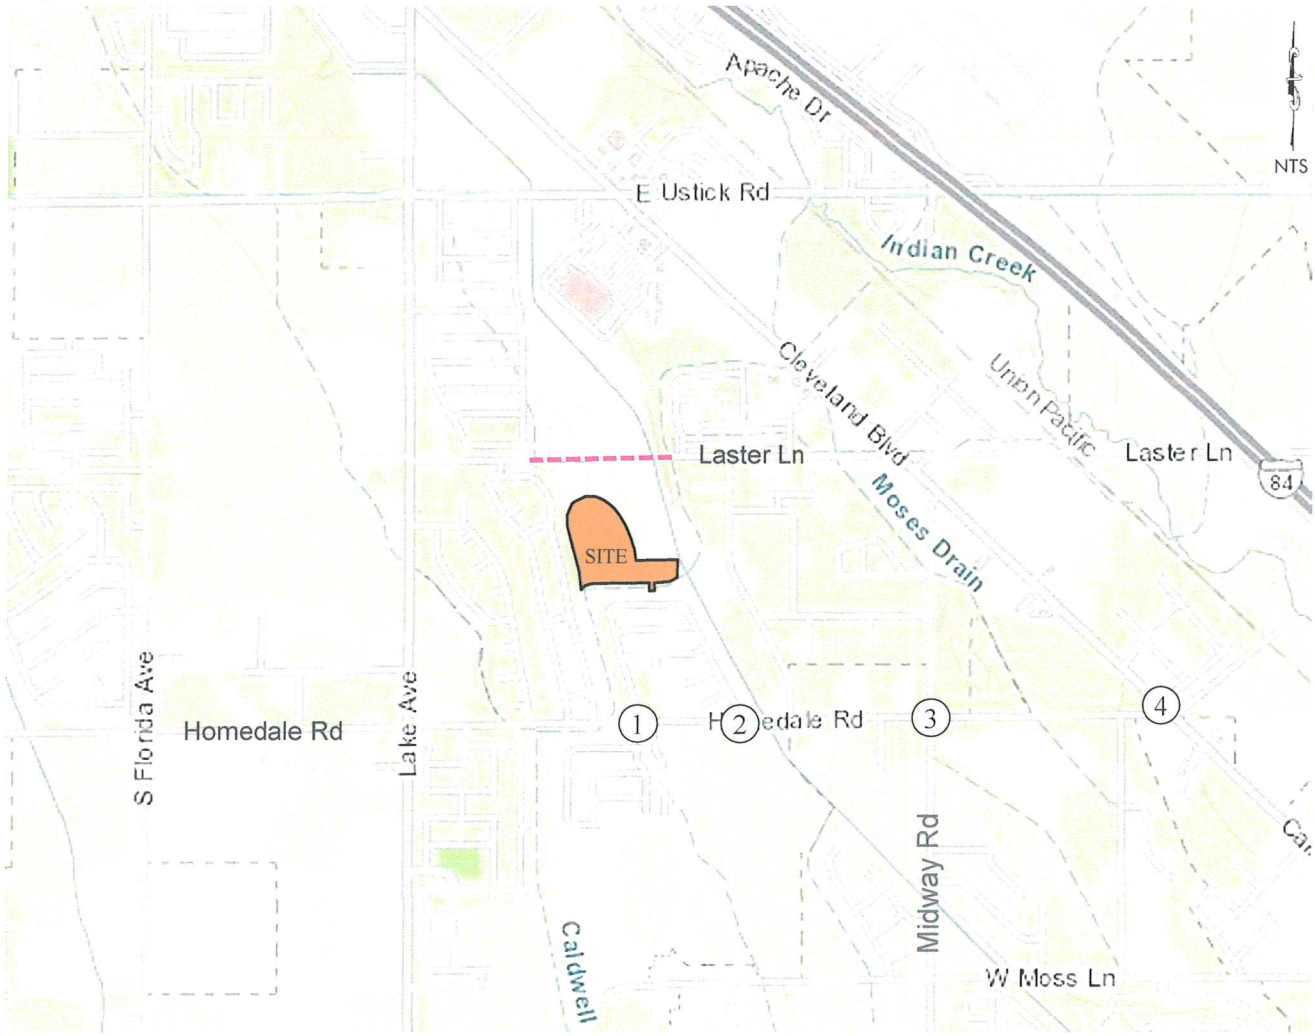 Apache Dr
NTS
E Ustick Rd
Indian Creek
Cleveland Blvd
Union Pacific
Laster Ln
Laster Ln
84
Moses Drain
SITE
S Florida Ave
Lake Ave
Homedale Rd
1
2
edale Rd
3
4
Midway Rd
Caldwell
W Moss Ln